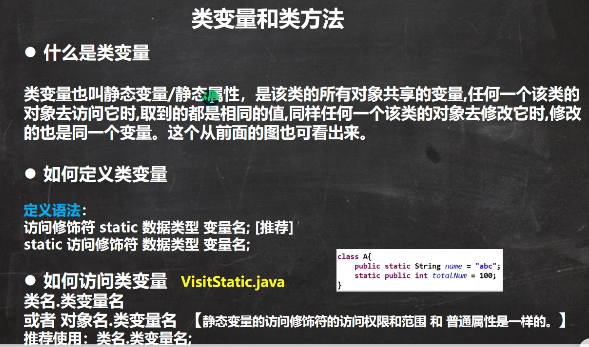 类变量和类方法
● 什么是类变量
类变量也叫静态变量/静态属性，是该类的所有对象共享的变量,任何一个该类的
对象去访问它时,取到的都是相同的值,同样任何一个该类的对象去修改它时,修改
的也是同一个变量。这个从前面的图也可看出来。
● 如何定义类变量
定义语法：
访问修饰符 static 数据类型 变量名; [推荐]
static 访问修饰符 数据类型 变量名;
class A{
public static String name = "abc";
static public int totalNum = 100;
}
● 如何访问类变量 VisitStatic.java
类名.类变量名
或者 对象名.类变量名 【静态变量的访问修饰符的访问权限和范围 和 普通属性是一样的。】
推荐使用：类名.类变量名;